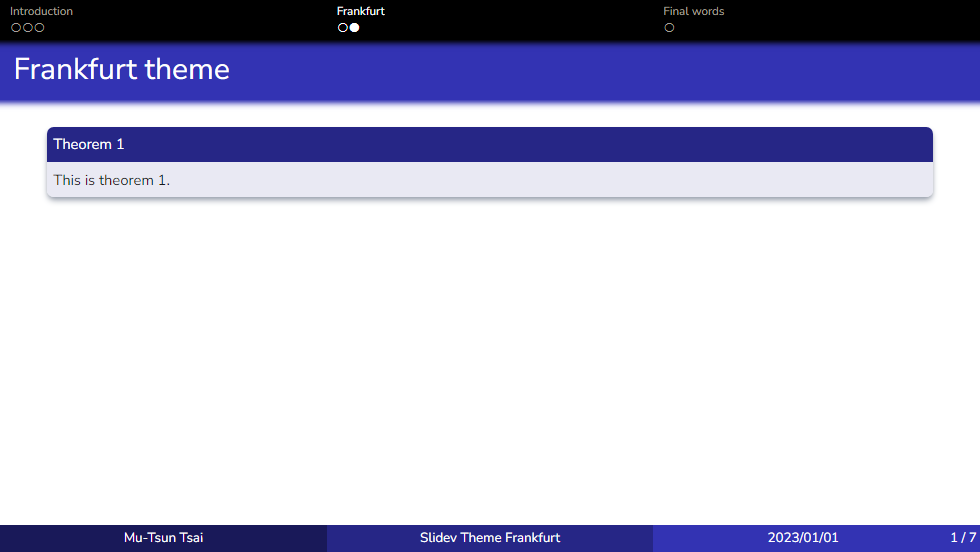 Introduction
Frankfurt
Final words
Frankfurt theme
Theorem 1
This is theorem 1.
Mu-Tsun Tsai
Slidev Theme Frankfurt
2023/01/01
1 / 7